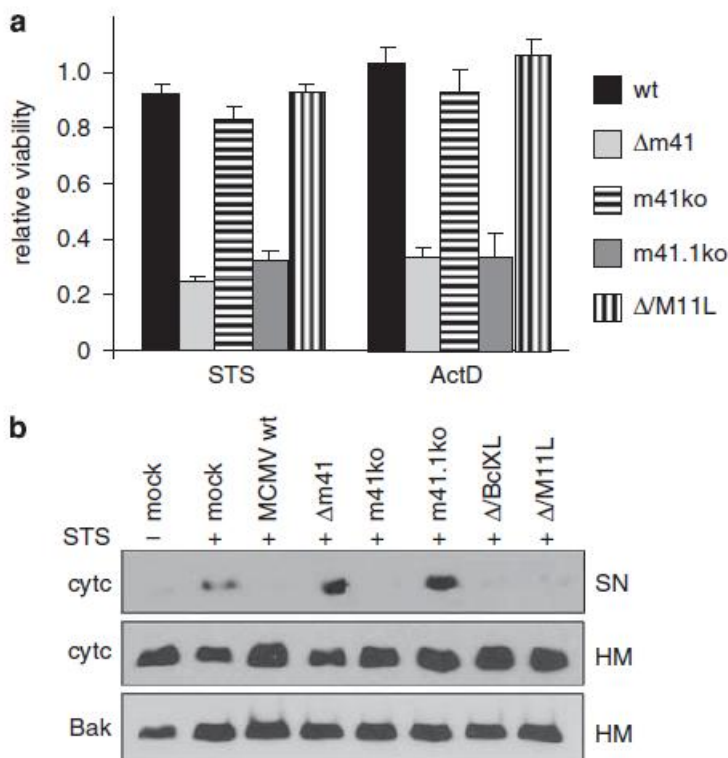 a
relative viability
1.0
0.8
0.6
0.4
0.2
0
STS
ActD
wt
Δm41
m41ko
m41.1ko
Δ/M11L
b
mock
mock
MCMV wt
Δm41
m41ko
m41.1ko
Δ/BclXL
Δ/M11L
STS – + + + + + + +
cytc SN
cytc HM
Bak HM